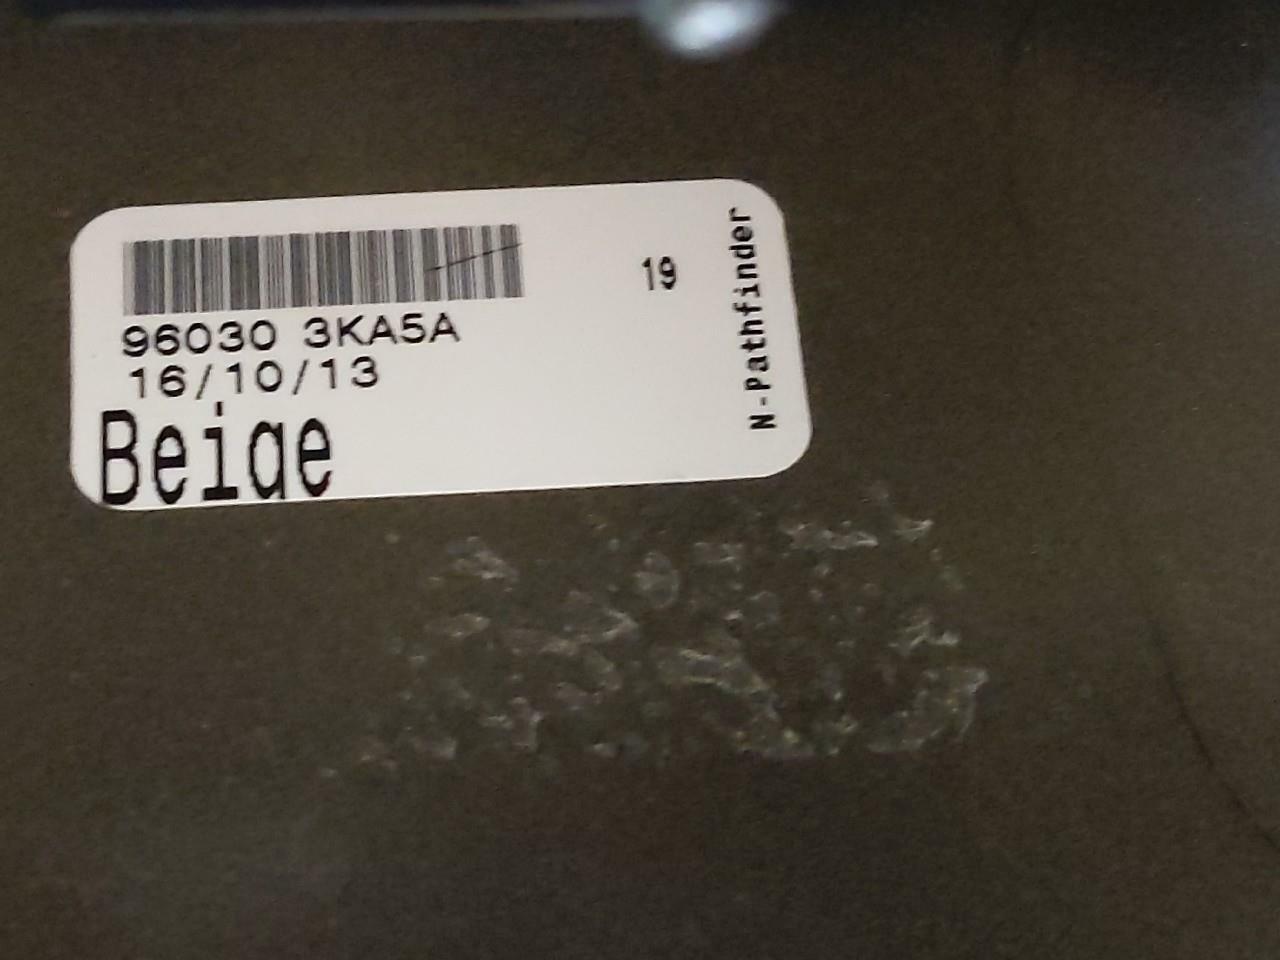 96030 3KA5A
16/10/13
Beige
19
N-Pathfinder